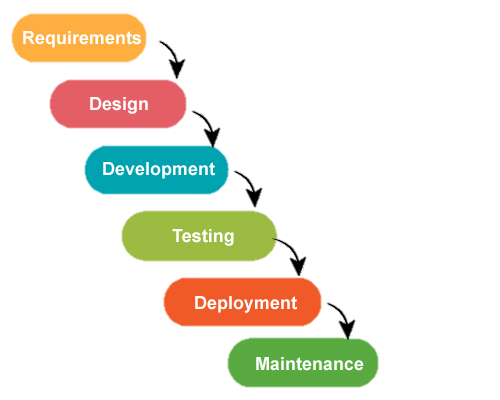 Requirements
Design
Development
Testing
Deployment
Maintenance